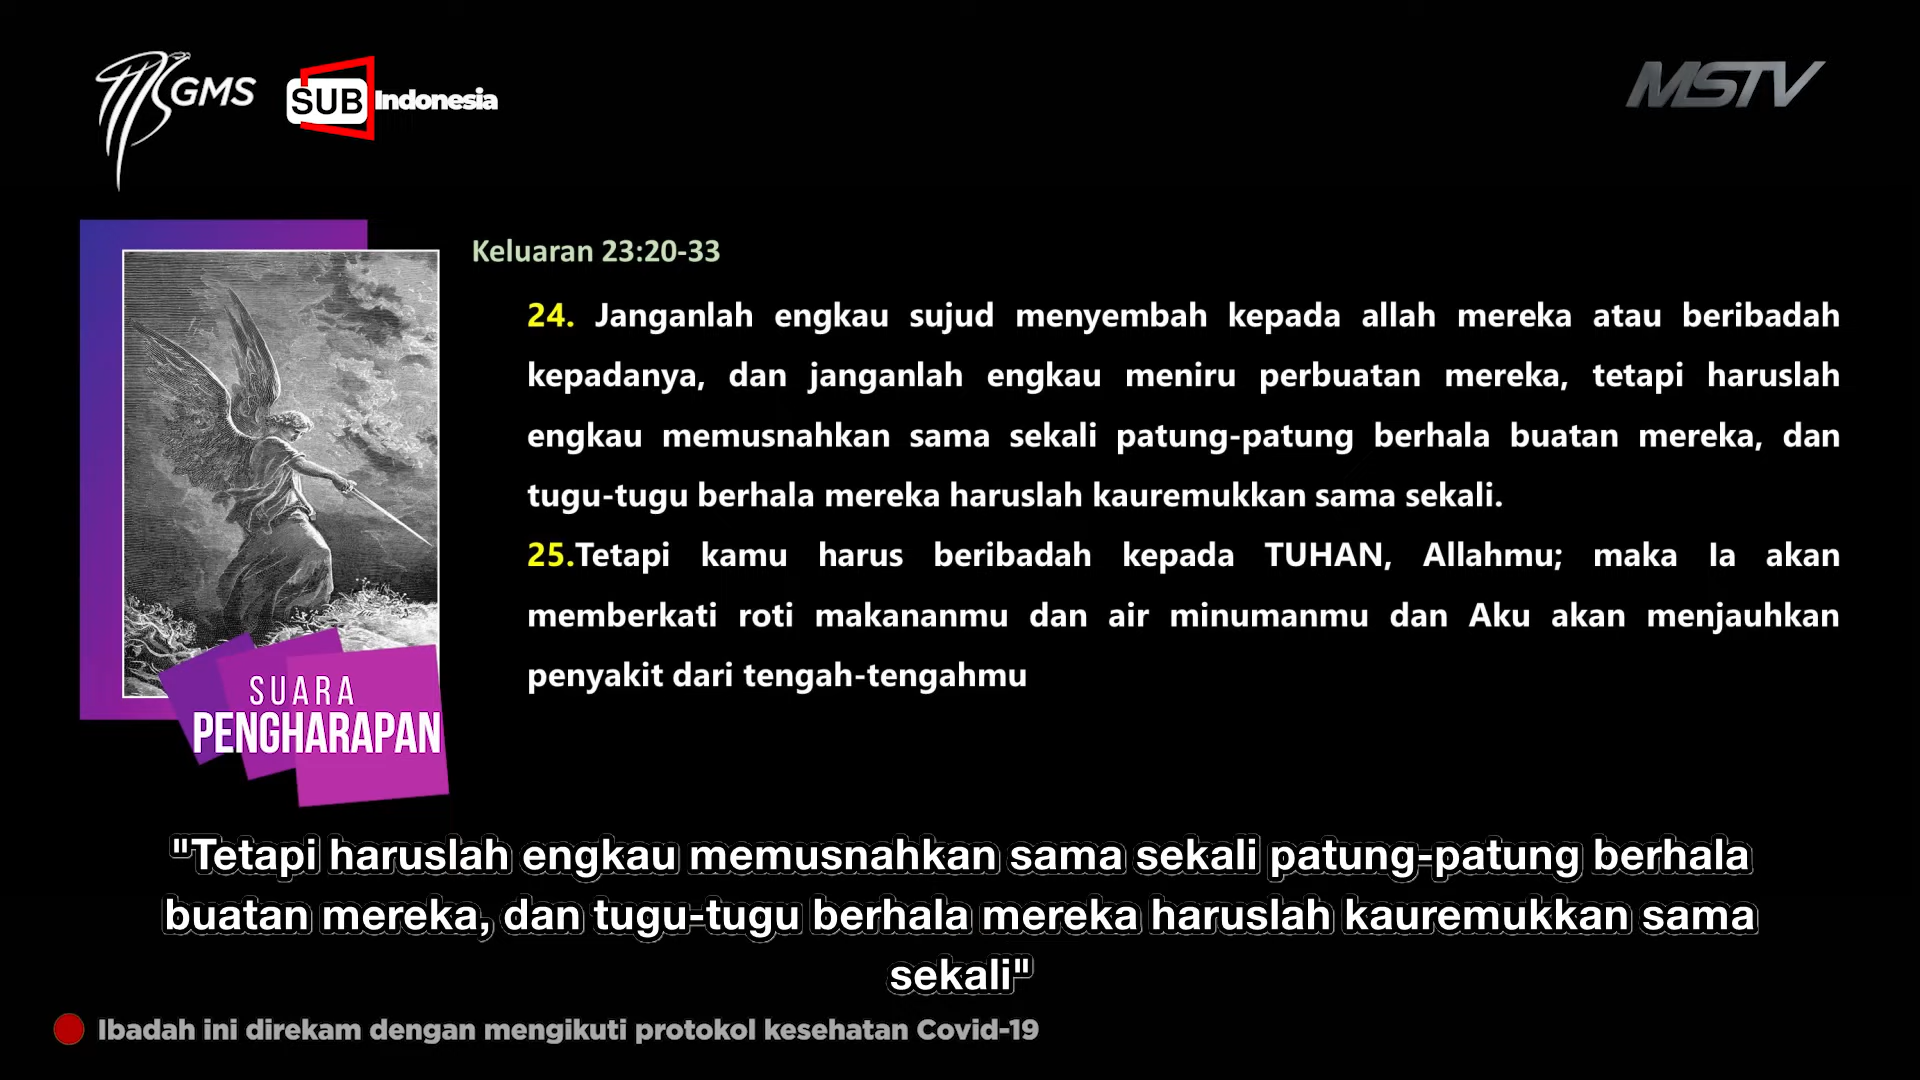 GMS
SUB Indonesia
MSTV
Keluaran 23:20-33
24. Janganlah engkau sujud menyembah kepada allah mereka atau beribadah
kepadanya, dan janganlah engkau meniru perbuatan mereka, tetapi haruslah
engkau memusnahkan sama sekali patung-patung berhala buatan mereka, dan
tugu-tugu berhala mereka haruslah kauremukkan sama sekali.
25.Tetapi kamu harus beribadah kepada TUHAN, Allahmu; maka Ia akan
memberkati roti makananmu dan air minumanmu dan Aku akan menjauhkan
penyakit dari tengah-tengahmu
SUARA
PENGHARAPAN
"Tetapi haruslah engkau memusnahkan sama sekali patung-patung berhala
buatan mereka, dan tugu-tugu berhala mereka haruslah kauremukkan sama
sekali"
Ibadah ini direkam dengan mengikuti protokol kesehatan Covid-19